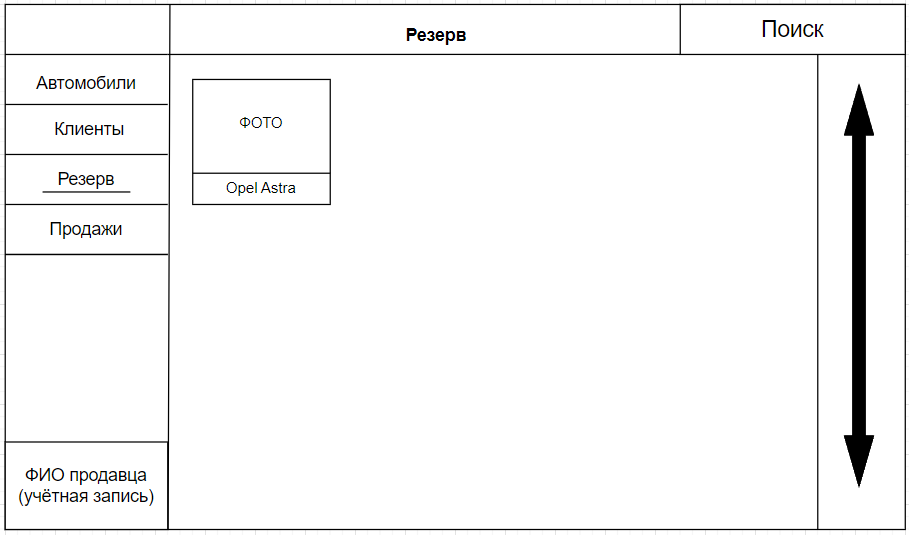 Резерв
Поиск
Автомобили
Клиенты
Резерв
Продажи
ФОТО
Opel Astra
ФИО продавца
(учётная запись)